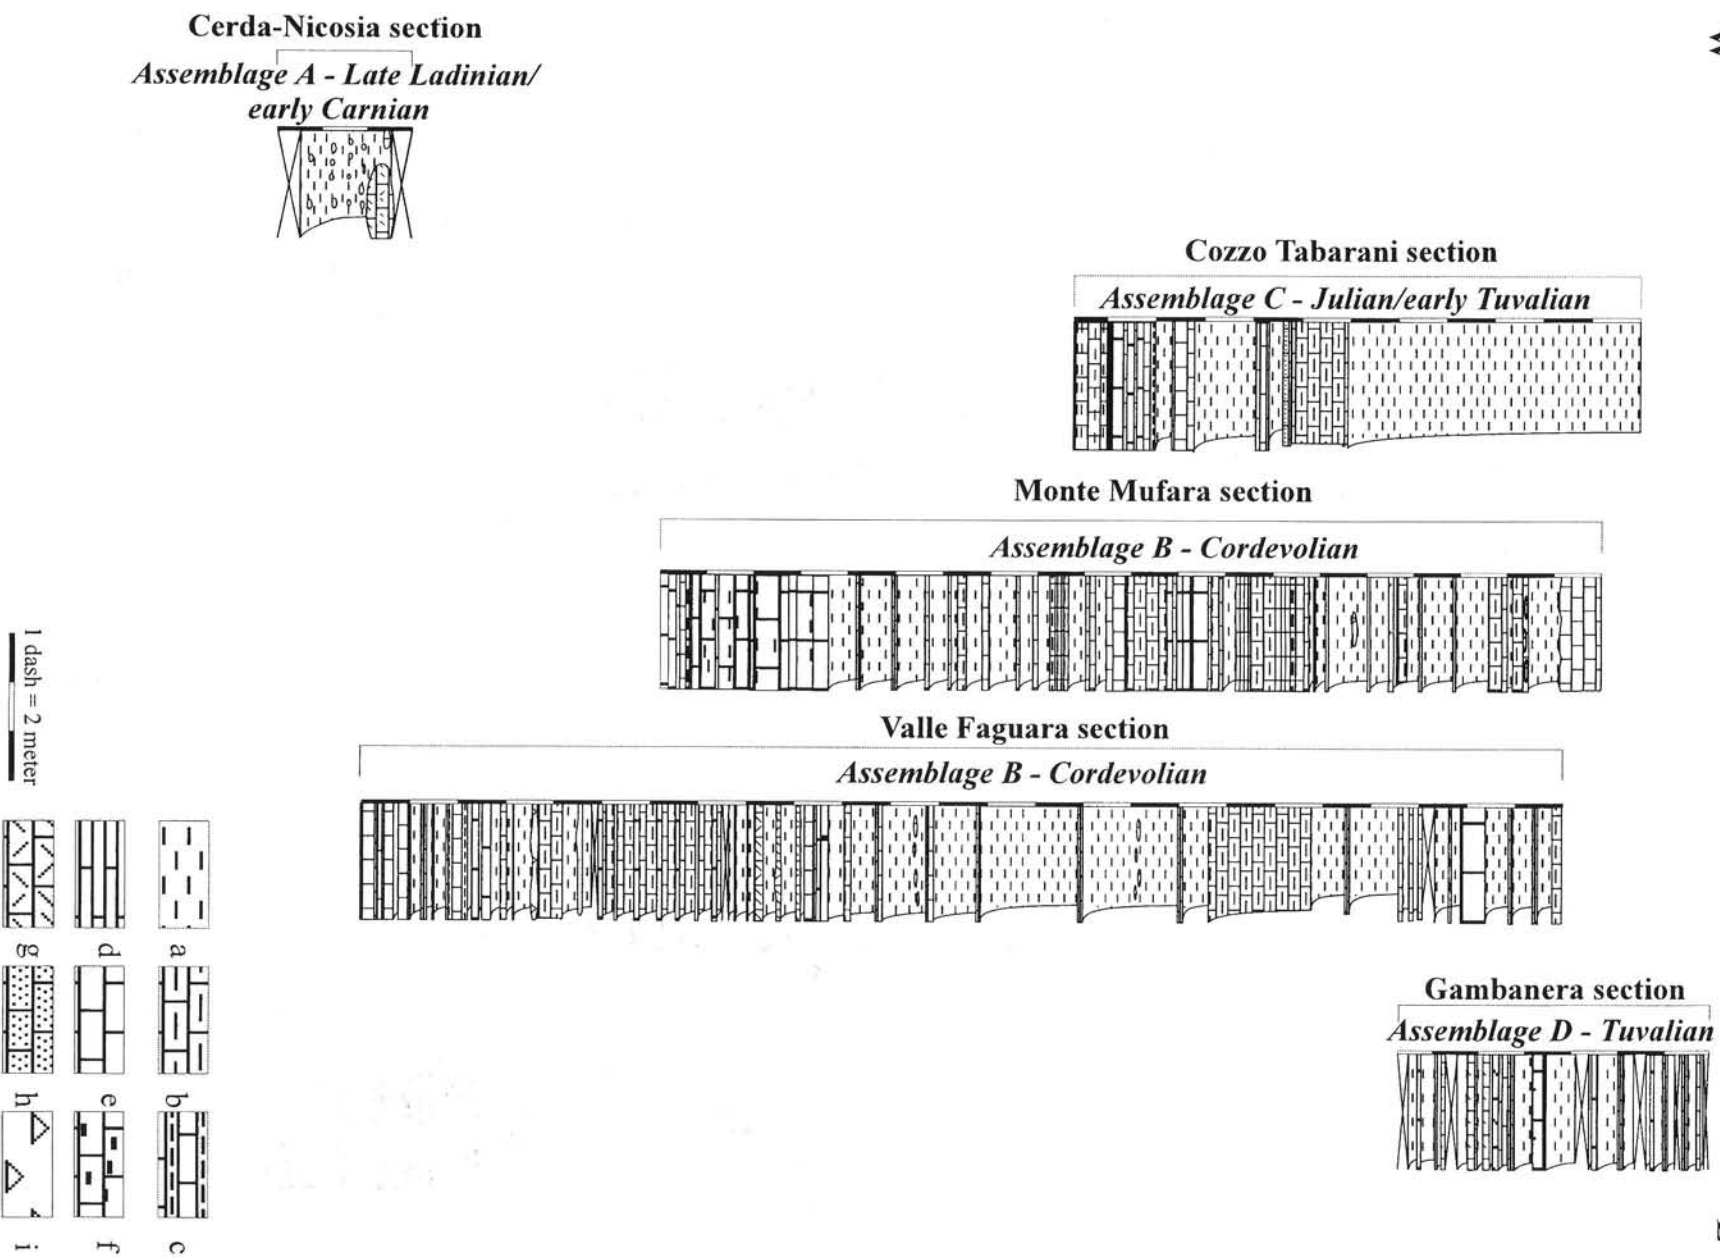 Cerda-Nicosia section
Assemblage A - Late Ladinian/
early Carnian
Cozzo Tabarani section
Assemblage C - Julian/early Tuvalian
Monte Mufara section
Assemblage B - Cordevolian
Valle Faguara section
Assemblage B - Cordevolian
Gambanera section
Assemblage D - Tuvalian
1 dash = 2 meter
a
b
c
d
e
f
g
h
i